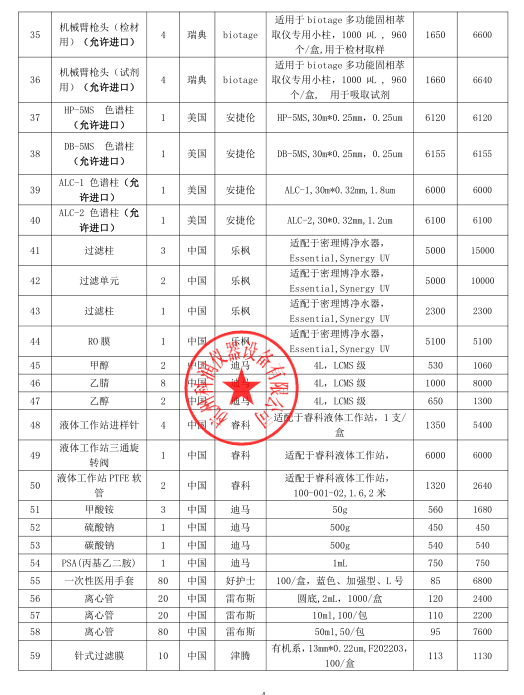 35 机械臂枪头（检材用）（允许进口） 4 瑞典 biotage 适用于 biotage 多功能固相萃取仪专用小柱，1000 μL , 960 个/盒,用于检材取样 1650 6600
36 机械臂枪头（试剂用）（允许进口） 4 瑞典 biotage 适用于 biotage 多功能固相萃取仪专用小柱，1000 μL , 960 个/盒， 用于吸取试剂 1660 6640
37 HP-5MS 色谱柱（允许进口） 1 美国 安捷伦 HP-5MS,30m*0.25mm，0.25um 6120 6120
38 DB-5MS 色谱柱（允许进口） 1 美国 安捷伦 DB-5MS,30m*0.25mm，0.25um 6155 6155
39 ALC-1 色谱柱（允许进口） 1 美国 安捷伦 ALC-1,30m*0.32mm,1.8um 6000 6000
40 ALC-2 色谱柱（允许进口） 1 美国 安捷伦 ALC-2,30*0.32mm,1.2um 6100 6100
41 过滤柱 3 中国 乐枫 适配于密理博净水器，Essential,Synergy UV 5000 15000
42 过滤单元 2 中国 乐枫 适配于密理博净水器，Essential,Synergy UV 5000 10000
43 过滤柱 1 中国 乐枫 适配于密理博净水器，Essential,Synergy UV 2300 2300
44 RO 膜 1 中国 乐枫 适配于密理博净水器，Essential,Synergy UV 5100 5100
45 甲醇 2 中国 迪马 4L，LCMS 级 530 1060
46 乙腈 8 中国 迪马 4L，LCMS 级 1000 8000
47 乙醇 2 中国 迪马 4L，LCMS 级 650 1300
48 液体工作站进样针 4 中国 睿科 适配于睿科液体工作站，1 支/盒 1350 5400
49 液体工作站三通旋转阀 1 中国 睿科 适配于睿科液体工作站， 6000 6000
50 液体工作站 PTFE 软管 2 中国 睿科 适配于睿科液体工作站，100-001-02,1.6,2 米 1320 2640
51 甲酸铵 3 中国 迪马 50g 560 1680
52 硫酸钠 1 中国 迪马 500g 450 450
53 碳酸钠 1 中国 迪马 500g 540 540
54 PSA(丙基乙二胺) 1 中国 迪马 1mL 750 750
55 一次性医用手套 80 中国 好护士 100/盒，蓝色、加强型、L 号 85 6800
56 离心管 20 中国 雷布斯 圆底,2mL，1000/盒 120 2400
57 离心管 20 中国 雷布斯 10ml,100/包 110 2200
58 离心管 80 中国 雷布斯 50ml,50/包 95 7600
59 针式过滤膜 10 中国 津腾 有机系，13mm*0.22um,F202203，100/盒 113 1130